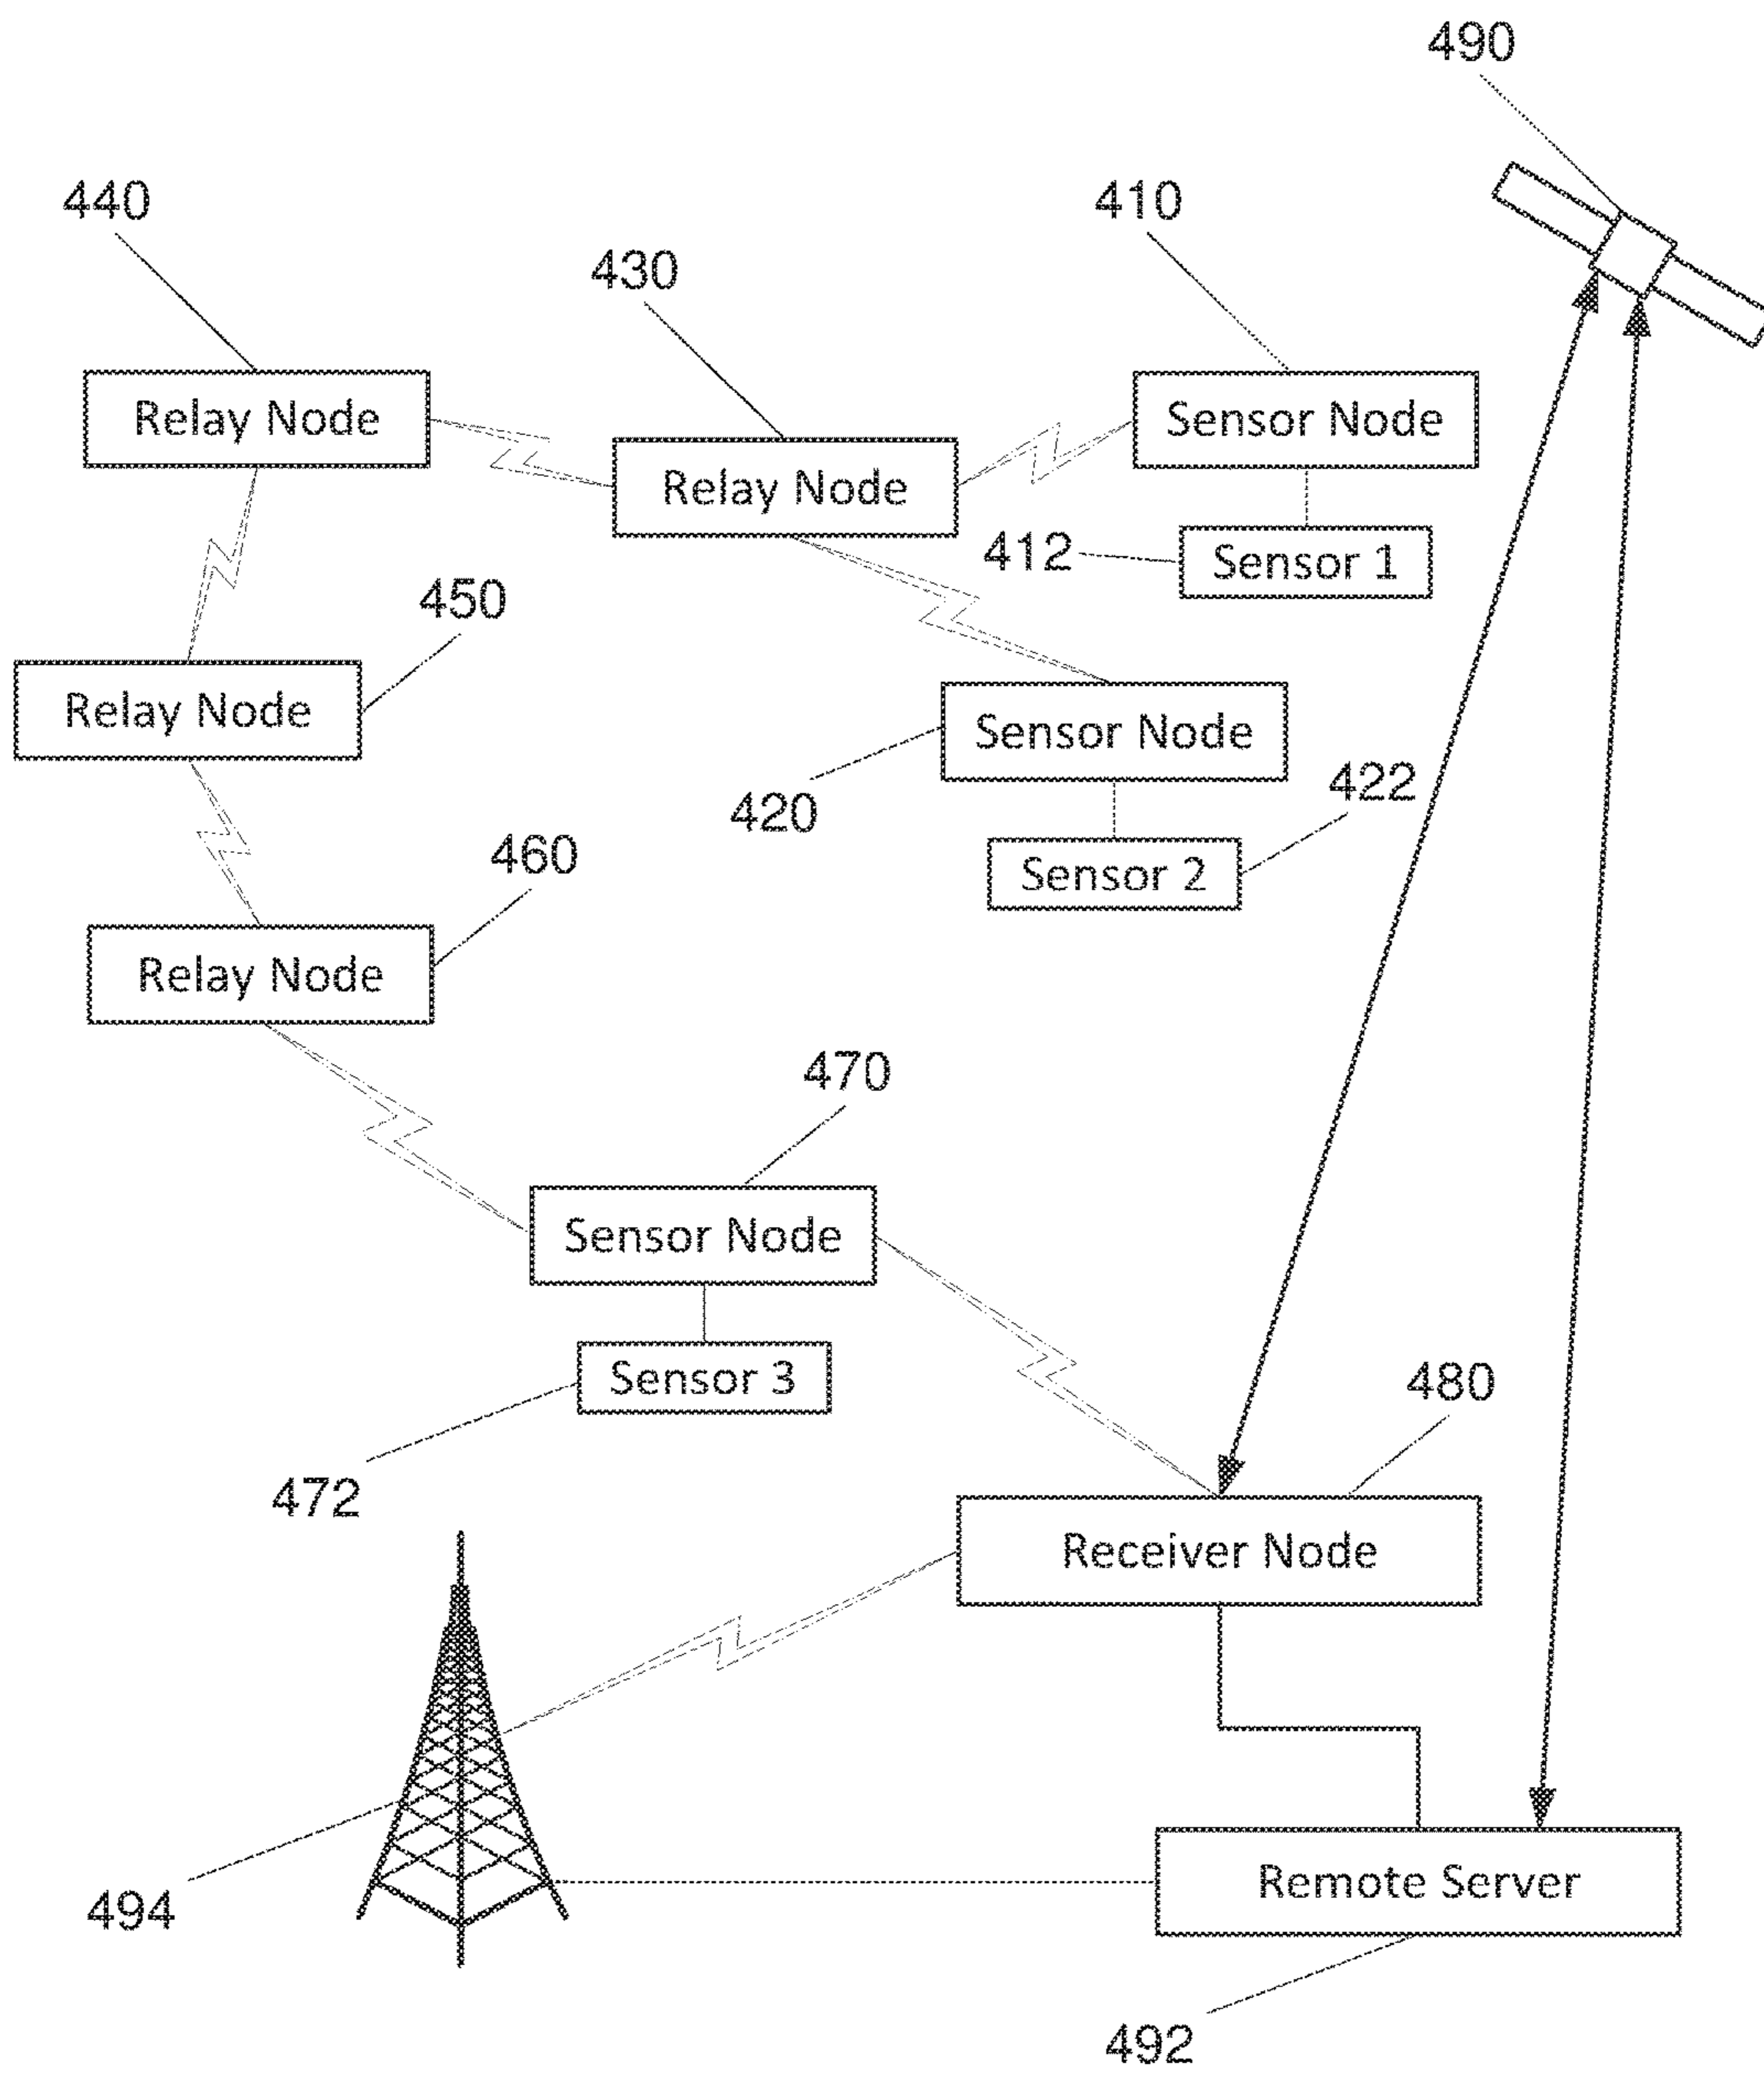 490
440
410
430
Relay Node
Sensor Node
Relay Node
412
Sensor 1
450
Relay Node
Sensor Node
420
422
460
Sensor 2
Relay Node
470
Sensor Node
Sensor 3
480
472
Receiver Node
Remote Server
494
492